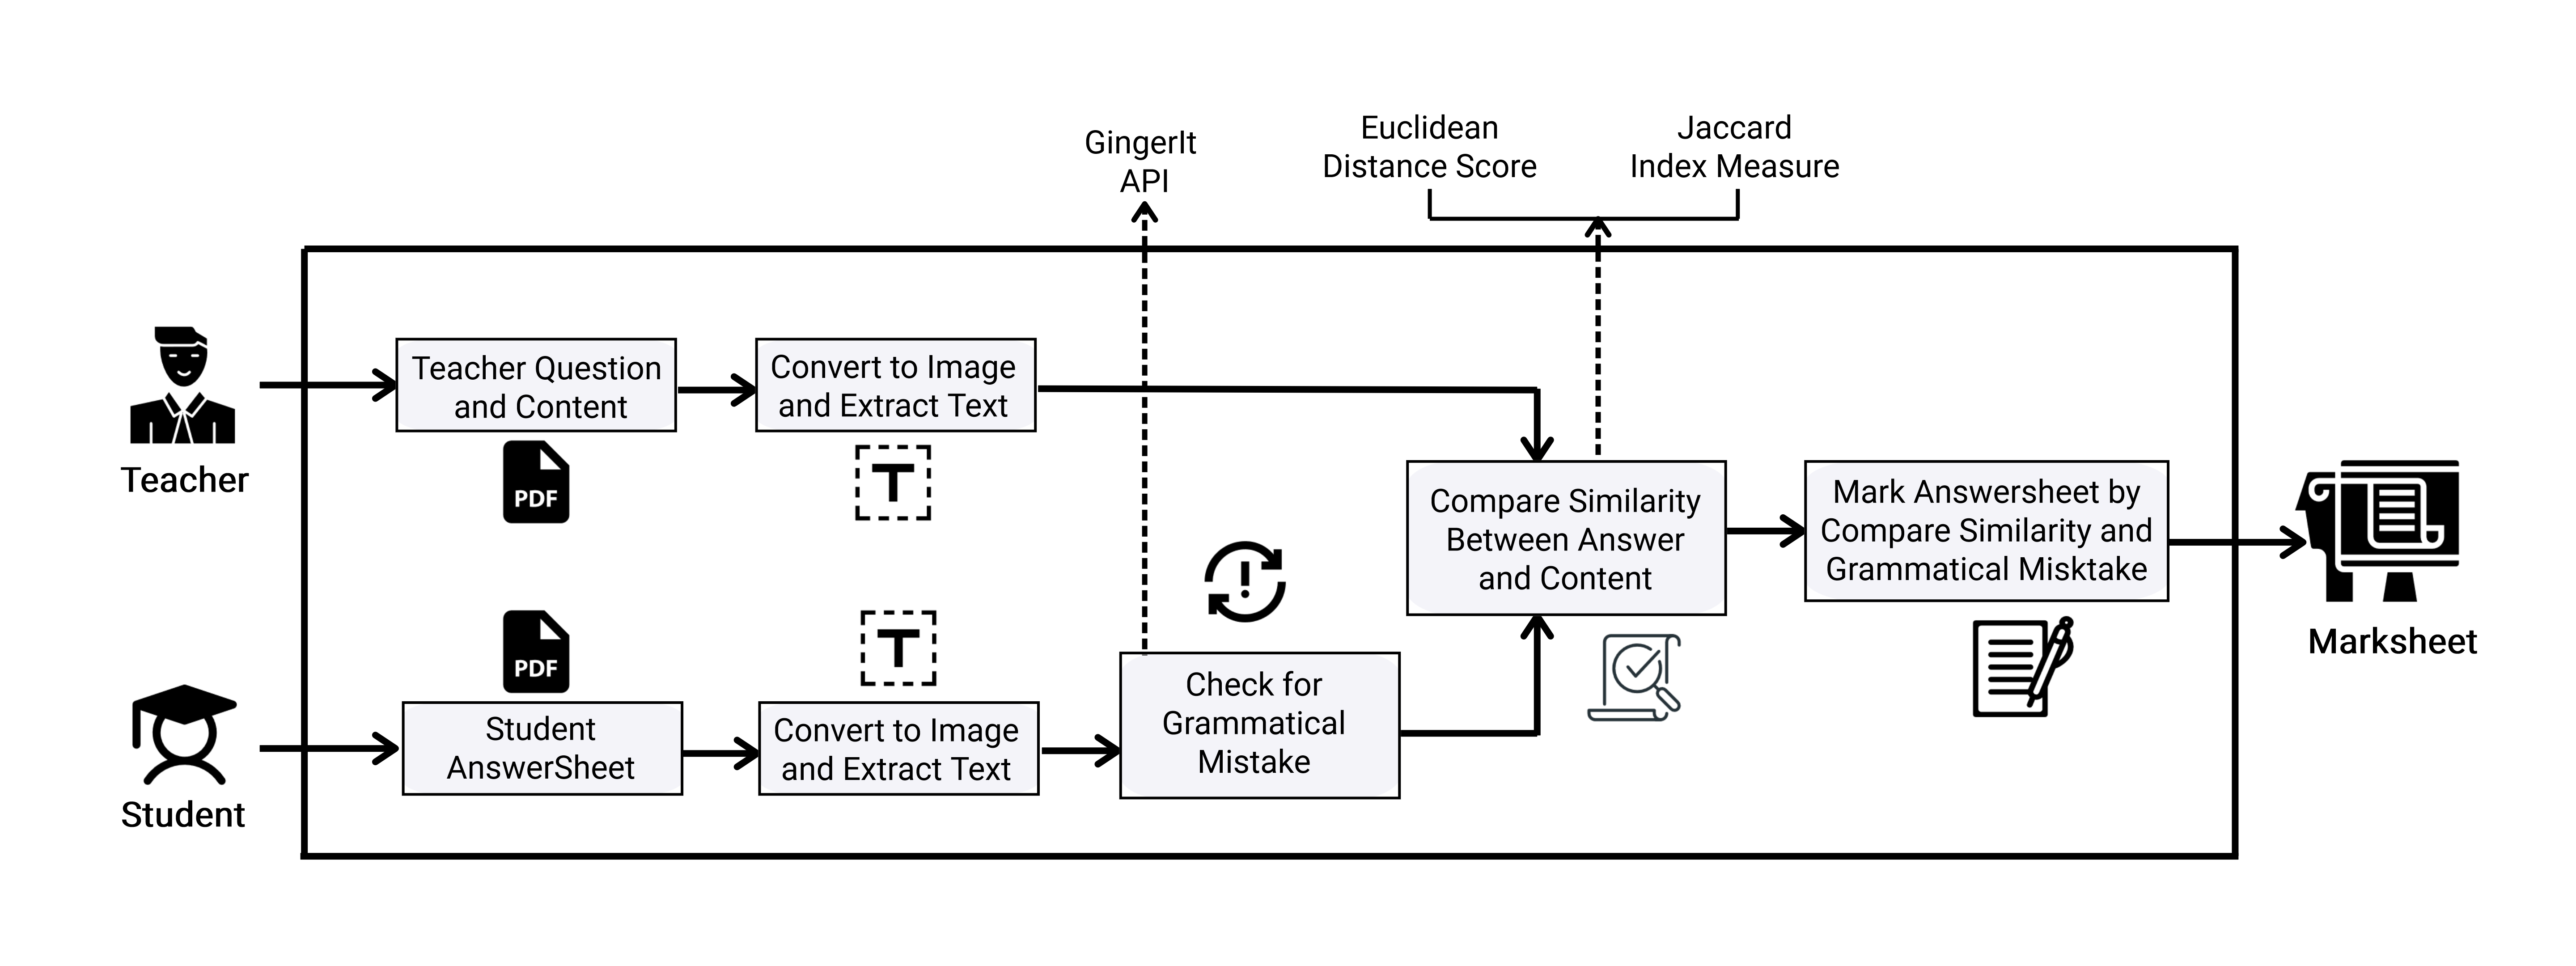 GingerIt
API
Euclidean
Distance Score
Jaccard
Index Measure
Teacher
Teacher Question
and Content
PDF
Convert to Image
and Extract Text
T
Student
PDF
Student
AnswerSheet
T
Convert to Image
and Extract Text
!
Check for
Grammatical
Mistake
Compare Similarity
Between Answer
and Content
Mark Answersheet by
Compare Similarity and
Grammatical Misktake
Marksheet